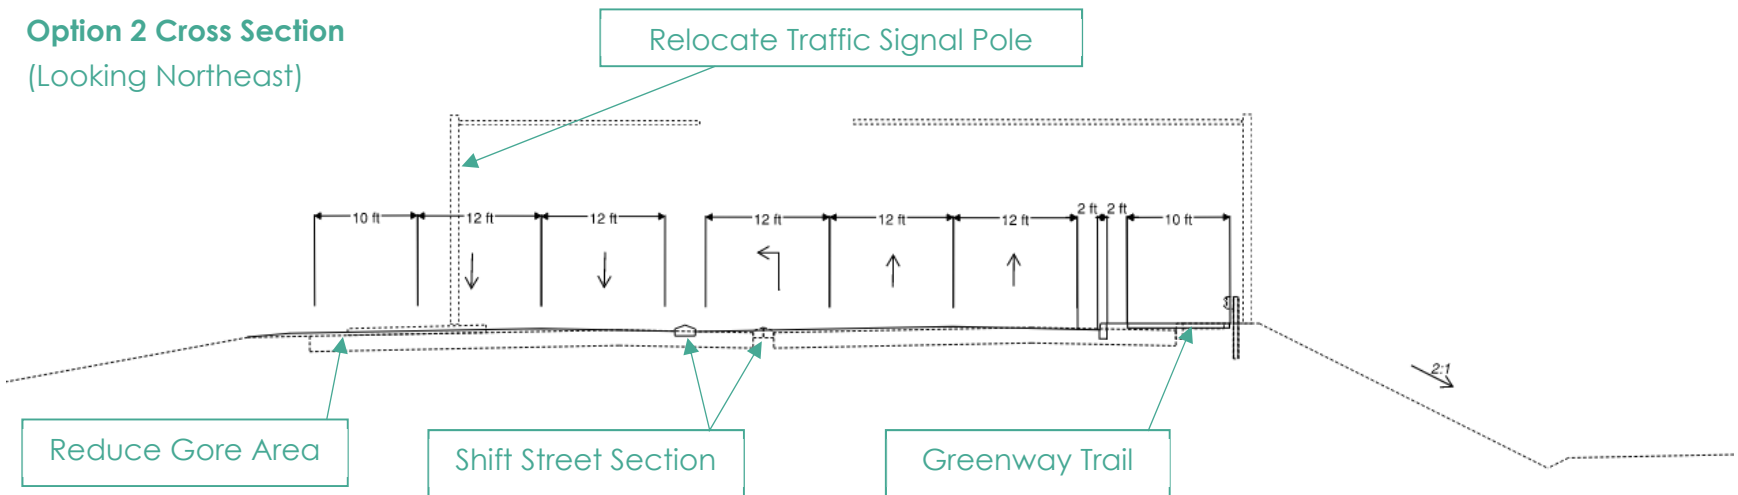 Option 2 Cross Section
(Looking Northeast)
Relocate Traffic Signal Pole
10 ft 12 ft 12 ft 12 ft 12 ft 12 ft 2 ft 2 ft 10 ft
2:1
Reduce Gore Area
Shift Street Section
Greenway Trail